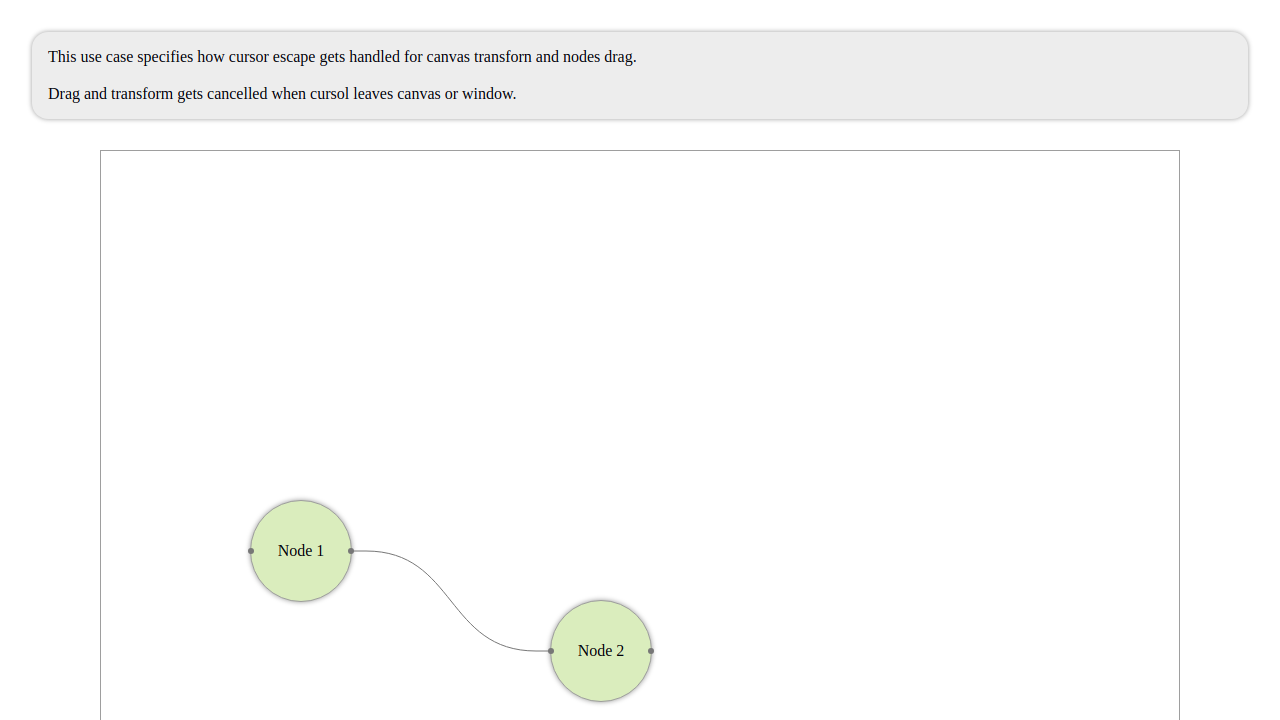 This use case specifies how cursor escape gets handled for canvas transforn and nodes drag.
Drag and transform gets cancelled when cursol leaves canvas or window.
Node 1
Node 2